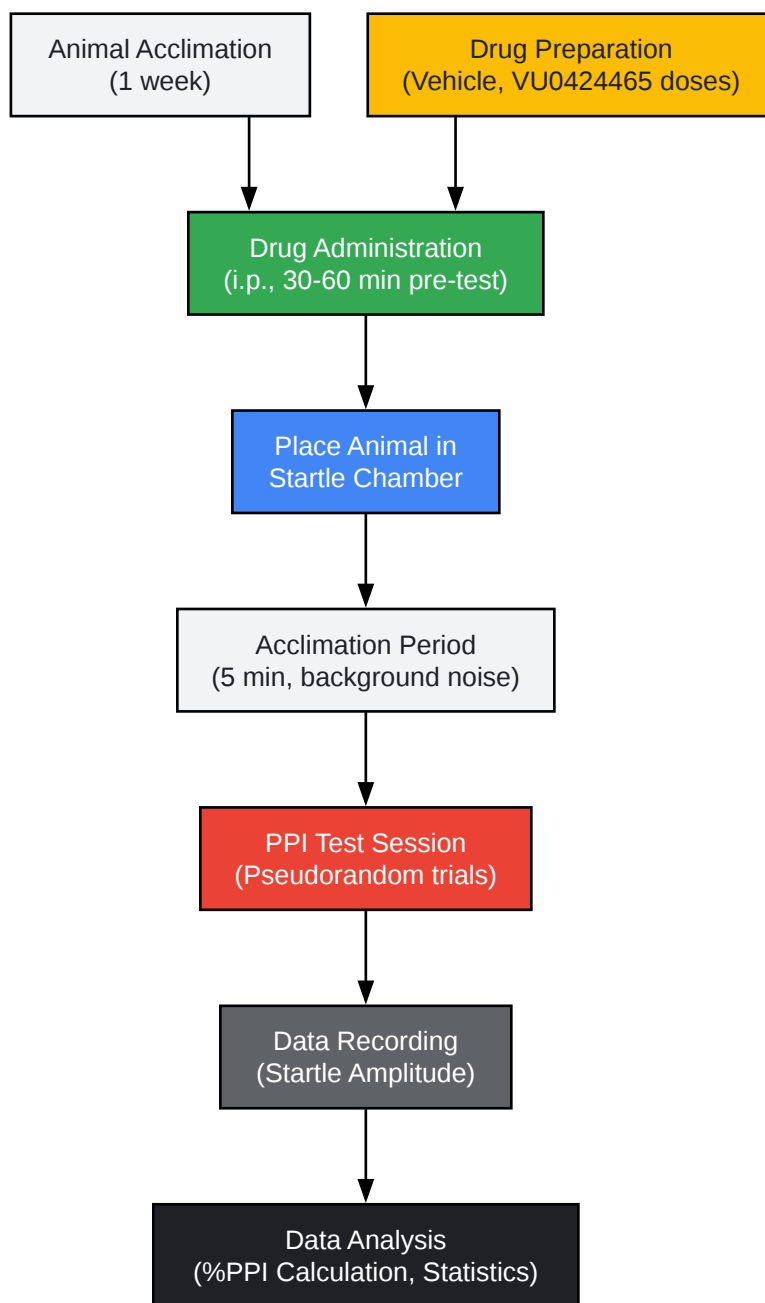 Animal Acclimation
(1 week)
Drug Preparation
(Vehicle, VU0424465 doses)
Drug Administration
(i.p., 30-60 min pre-test)
Place Animal in
Startle Chamber
Acclimation Period
(5 min, background noise)
PPI Test Session
(Pseudorandom trials)
Data Recording
(Startle Amplitude)
Data Analysis
(%PPI Calculation, Statistics)